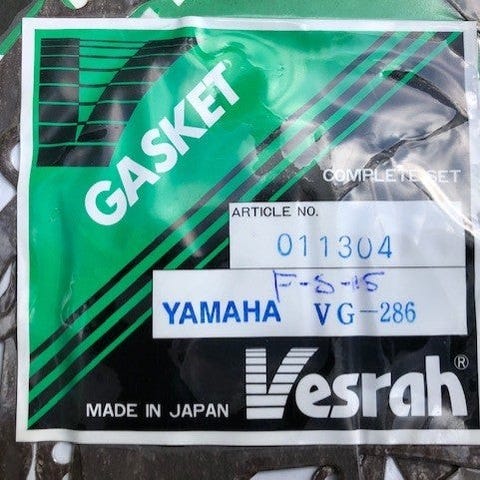 GASKET
COMPLETE SET
ARTICLE NO.
011304
F-S-15
YAMAHA VG-286
MADE IN JAPAN Vesrah®